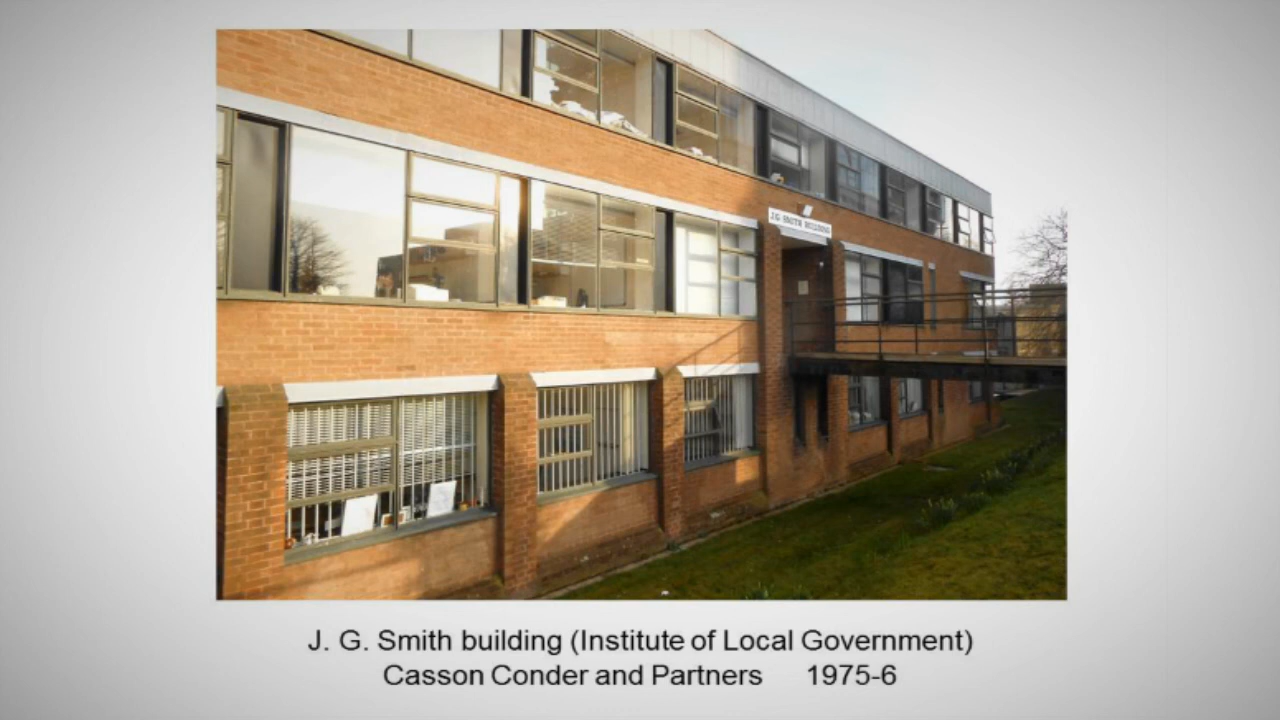 J.G. SMITH BUILDING
J. G. Smith building (Institute of Local Government)
Casson Conder and Partners 1975-6